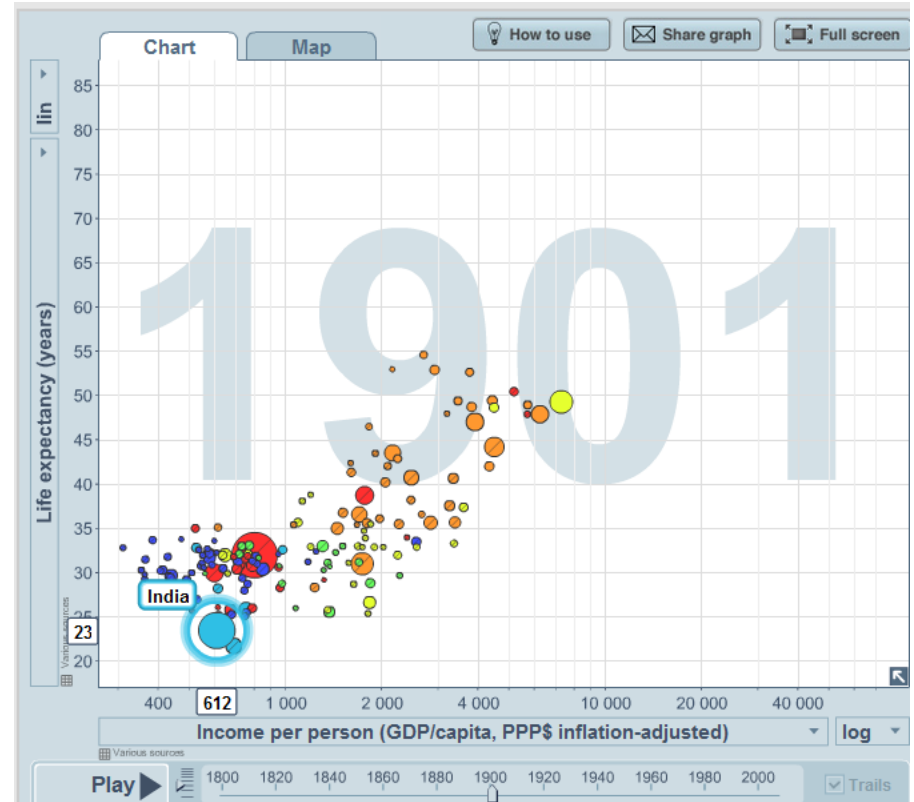 Chart
Map
How to use
Share graph
Full screen
lin
Life expectancy (years)
Various sources
85
80
75
70
65
60
55
50
45
40
35
30
25
23
20
1901
India
400
612
1 000
2 000
4 000
10 000
20 000
40 000
Income per person (GDP/capita, PPP$ inflation-adjusted)
log
Various sources
Play
1800 1820 1840 1860 1880 1900 1920 1940 1960 1980 2000
Trails